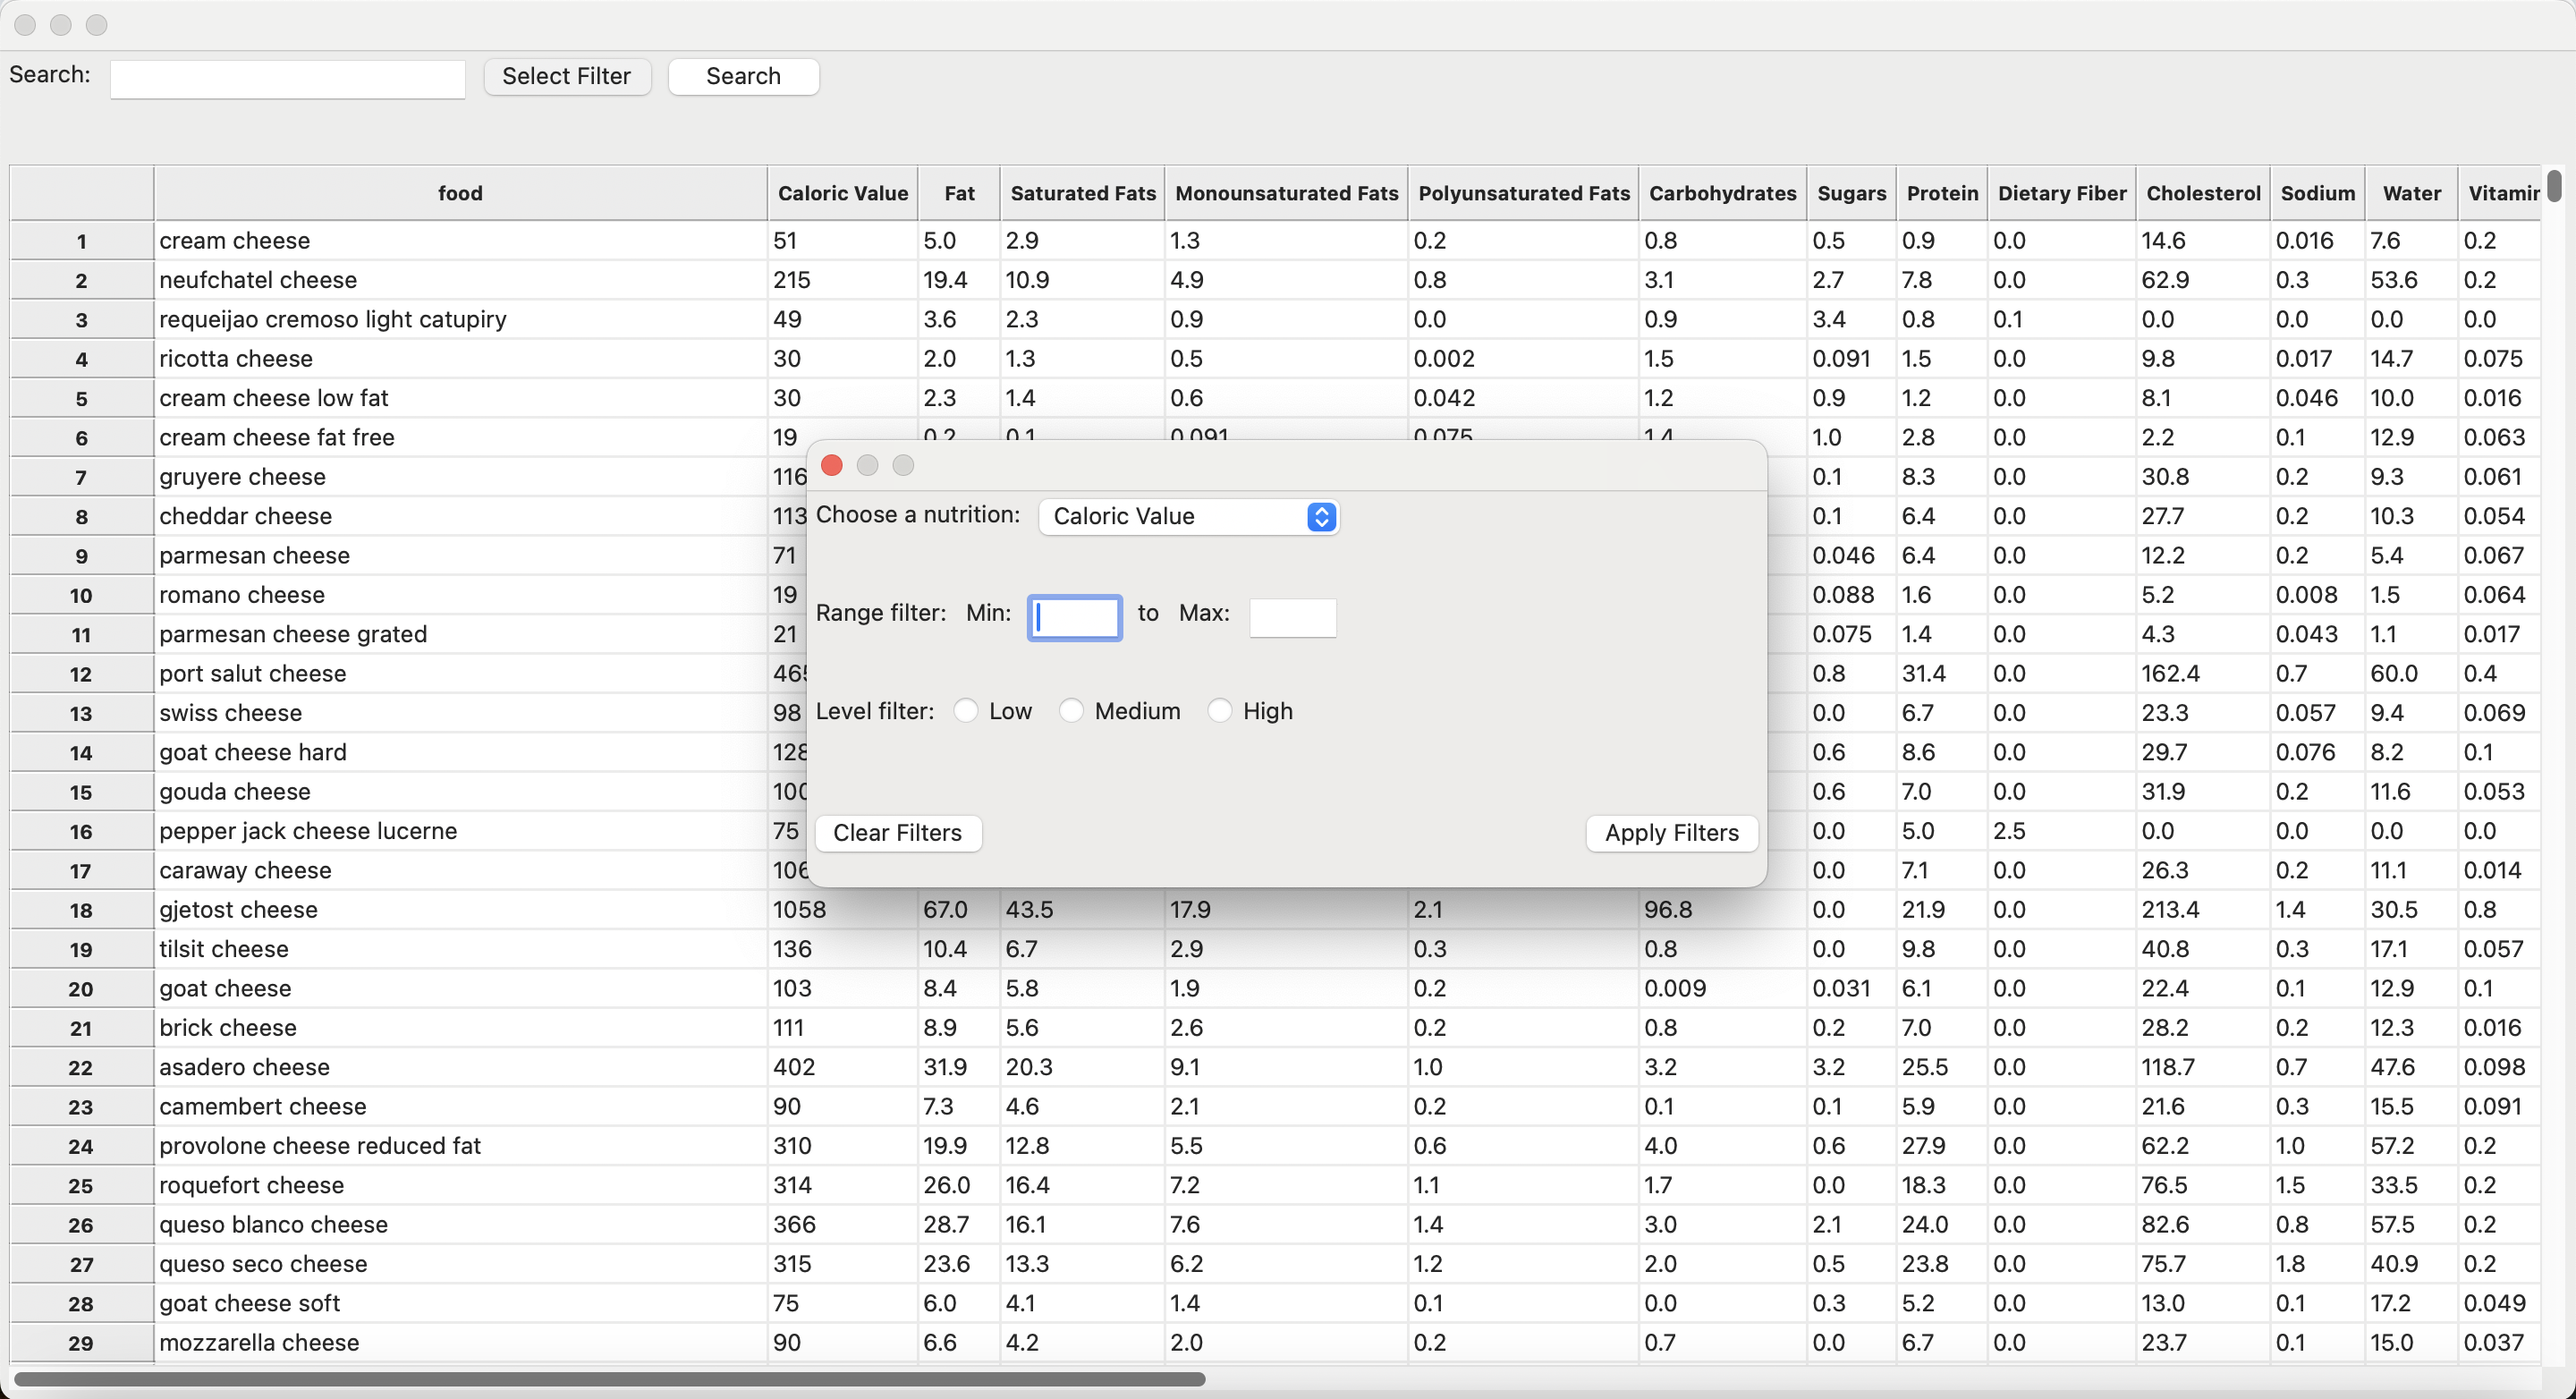 Search: Select Filter Search
food Caloric Value Fat Saturated Fats Monounsaturated Fats Polyunsaturated Fats Carbohydrates Sugars Protein Dietary Fiber Cholesterol Sodium Water
1 cream cheese 51 5.0 2.9 1.3 0.2 0.8 0.5 0.9 0.0 14.6 0.016 7.6 0.2
2 neufchatel cheese 215 19.4 10.9 4.9 0.8 3.1 2.7 7.8 0.0 62.9 0.3 53.6 0.2
3 requeijao cremoso light catupiry 49 3.6 2.3 0.9 0.0 0.9 3.4 0.8 0.1 0.0 0.0 0.0 0.0
4 ricotta cheese 30 2.0 1.3 0.5 0.002 1.5 0.091 1.5 0.0 9.8 0.017 14.7 0.075
5 cream cheese low fat 30 2.3 1.4 0.6 0.042 1.2 0.9 1.2 0.0 8.1 0.046 10.0 0.016
6 cream cheese fat free 19 0.2 0.1 0.091 0.075 1.4 1.0 2.8 0.0 2.2 0.1 12.9 0.063
7 gruyere cheese 116 0.1 8.3 0.0 30.8 0.2 9.3 0.061
8 cheddar cheese 113 0.1 6.4 0.0 27.7 0.2 10.3 0.054
9 parmesan cheese 71 0.046 6.4 0.0 12.2 0.2 5.4 0.067
10 romano cheese 19 0.088 1.6 0.0 5.2 0.008 1.5 0.064
11 parmesan cheese grated 21 0.075 1.4 0.0 4.3 0.043 1.1 0.017
12 port salut cheese 465 0.8 31.4 0.0 162.4 0.7 60.0 0.4
13 swiss cheese 98 0.0 6.7 0.0 23.3 0.057 9.4 0.069
14 goat cheese hard 128 0.6 8.6 0.0 29.7 0.076 8.2 0.1
15 gouda cheese 100 0.6 7.0 0.0 31.9 0.2 11.6 0.053
16 pepper jack cheese lucerne 75 0.0 5.0 2.5 0.0 0.0 0.0 0.0
17 caraway cheese 106 0.0 7.1 0.0 26.3 0.2 11.1 0.014
18 gjetost cheese 1058 67.0 43.5 17.9 2.1 96.8 0.0 21.9 0.0 213.4 1.4 30.5 0.8
19 tilsit cheese 136 10.4 6.7 2.9 0.3 0.8 0.0 9.8 0.0 40.8 0.3 17.1 0.057
20 goat cheese 103 8.4 5.8 1.9 0.2 0.009 0.031 6.1 0.0 22.4 0.1 12.9 0.1
21 brick cheese 111 8.9 5.6 2.6 0.2 0.8 0.2 7.0 0.0 28.2 0.2 12.3 0.016
22 asadero cheese 402 31.9 20.3 9.1 1.0 3.2 3.2 25.5 0.0 118.7 0.7 47.6 0.098
23 camembert cheese 90 7.3 4.6 2.1 0.2 0.1 0.1 5.9 0.0 21.6 0.3 15.5 0.091
24 provolone cheese reduced fat 310 19.9 12.8 5.5 0.6 4.0 0.6 27.9 0.0 62.2 1.0 57.2 0.2
25 roquefort cheese 314 26.0 16.4 7.2 1.1 1.7 0.0 18.3 0.0 76.5 1.5 33.5 0.2
26 queso blanco cheese 366 28.7 16.1 7.6 1.4 3.0 2.1 24.0 0.0 82.6 0.8 57.5 0.2
27 queso seco cheese 315 23.6 13.3 6.2 1.2 2.0 0.5 23.8 0.0 75.7 1.8 40.9 0.2
28 goat cheese soft 75 6.0 4.1 1.4 0.1 0.0 0.3 5.2 0.0 13.0 0.1 17.2 0.049
29 mozzarella cheese 90 6.6 4.2 2.0 0.2 0.7 0.0 6.7 0.0 23.7 0.1 15.0 0.037
Choose a nutrition: Caloric Value
Range filter: Min: to Max:
Level filter: Low Medium High
Clear Filters Apply Filters